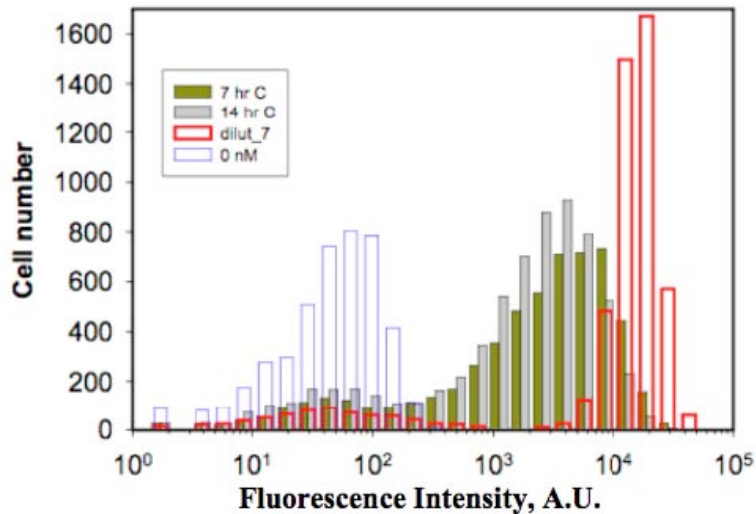 1600
1400
1200
1000
800
600
400
200
0
Cell number
7 hr C
14 hr C
dilut_7
0 nM
10⁰ 10¹ 10² 10³ 10⁴ 10⁵
Fluorescence Intensity, A.U.